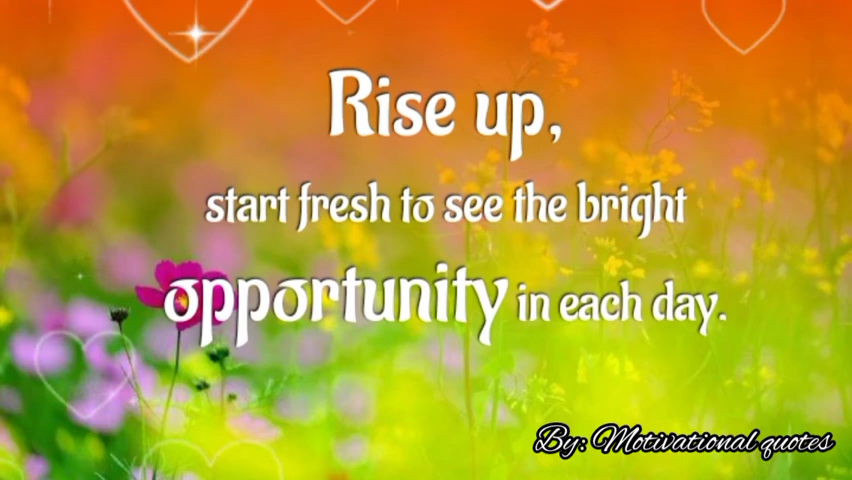 Rise up,
start fresh to see the bright
opportunity in each day.
By: Motivational quotes